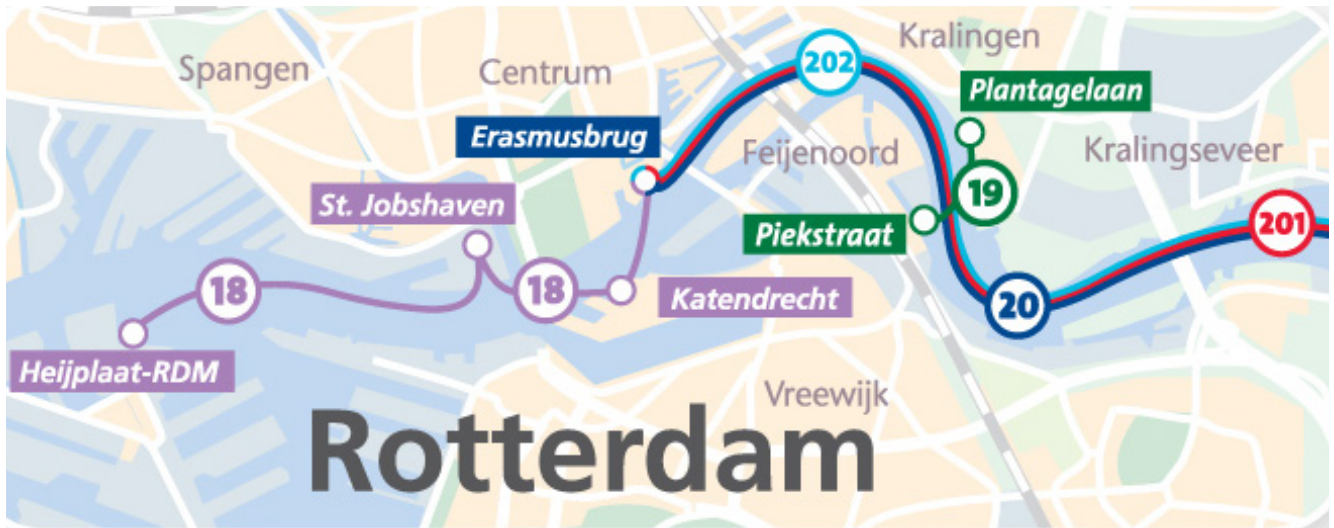 Spangen
Centrum
202
Kralingen
Plantagelaan
Erasmusbrug
Feijenoord
Kralingseveer
19
St. Jobshaven
Piekstraat
201
18
18
Katendrecht
20
Heijplaat-RDM
Vreewijk
Rotterdam